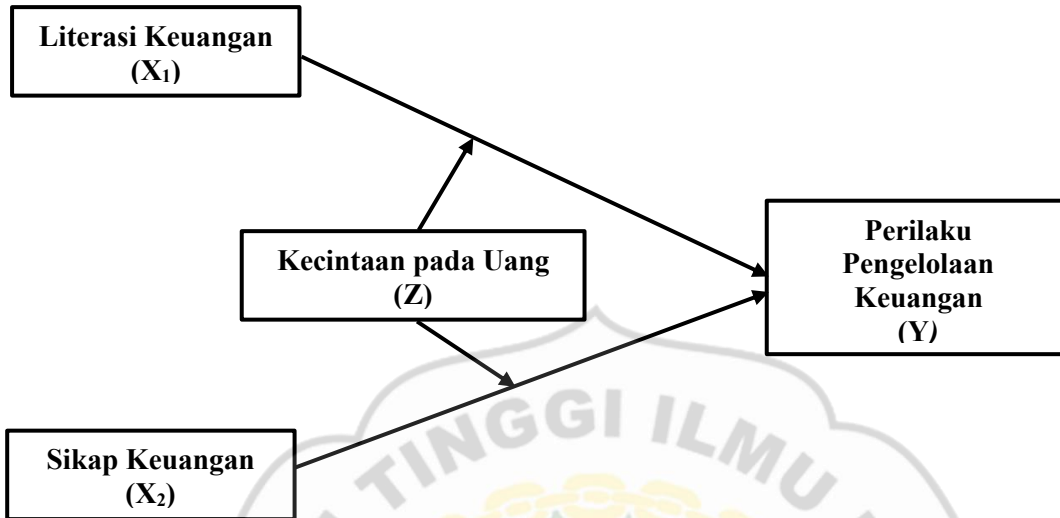 Literasi Keuangan
(X₁)
Kecintaan pada Uang
(Z)
Perilaku
Pengelolaan
Keuangan
(Y)
Sikap Keuangan
(X₂)
TINGGI ILMU